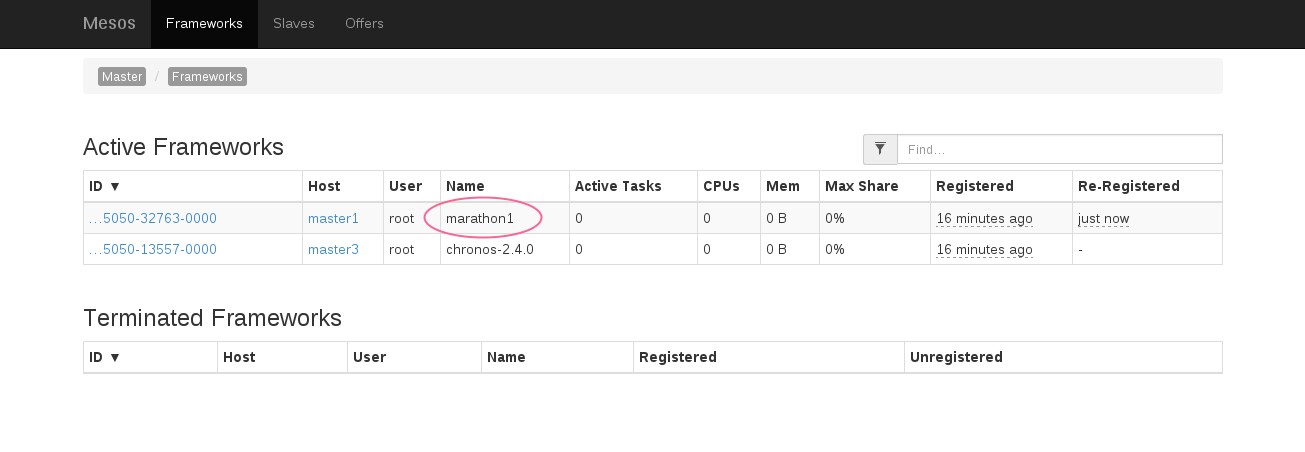 Mesos Frameworks Slaves Offers
Master / Frameworks
Active Frameworks Find...
ID ▼ Host User Name Active Tasks CPUs Mem Max Share Registered Re-Registered
...5050-32763-0000 master1 root marathon1 0 0 0 B 0% 16 minutes ago just now
...5050-13557-0000 master3 root chronos-2.4.0 0 0 0 B 0% 16 minutes ago -
Terminated Frameworks
ID ▼ Host User Name Registered Unregistered